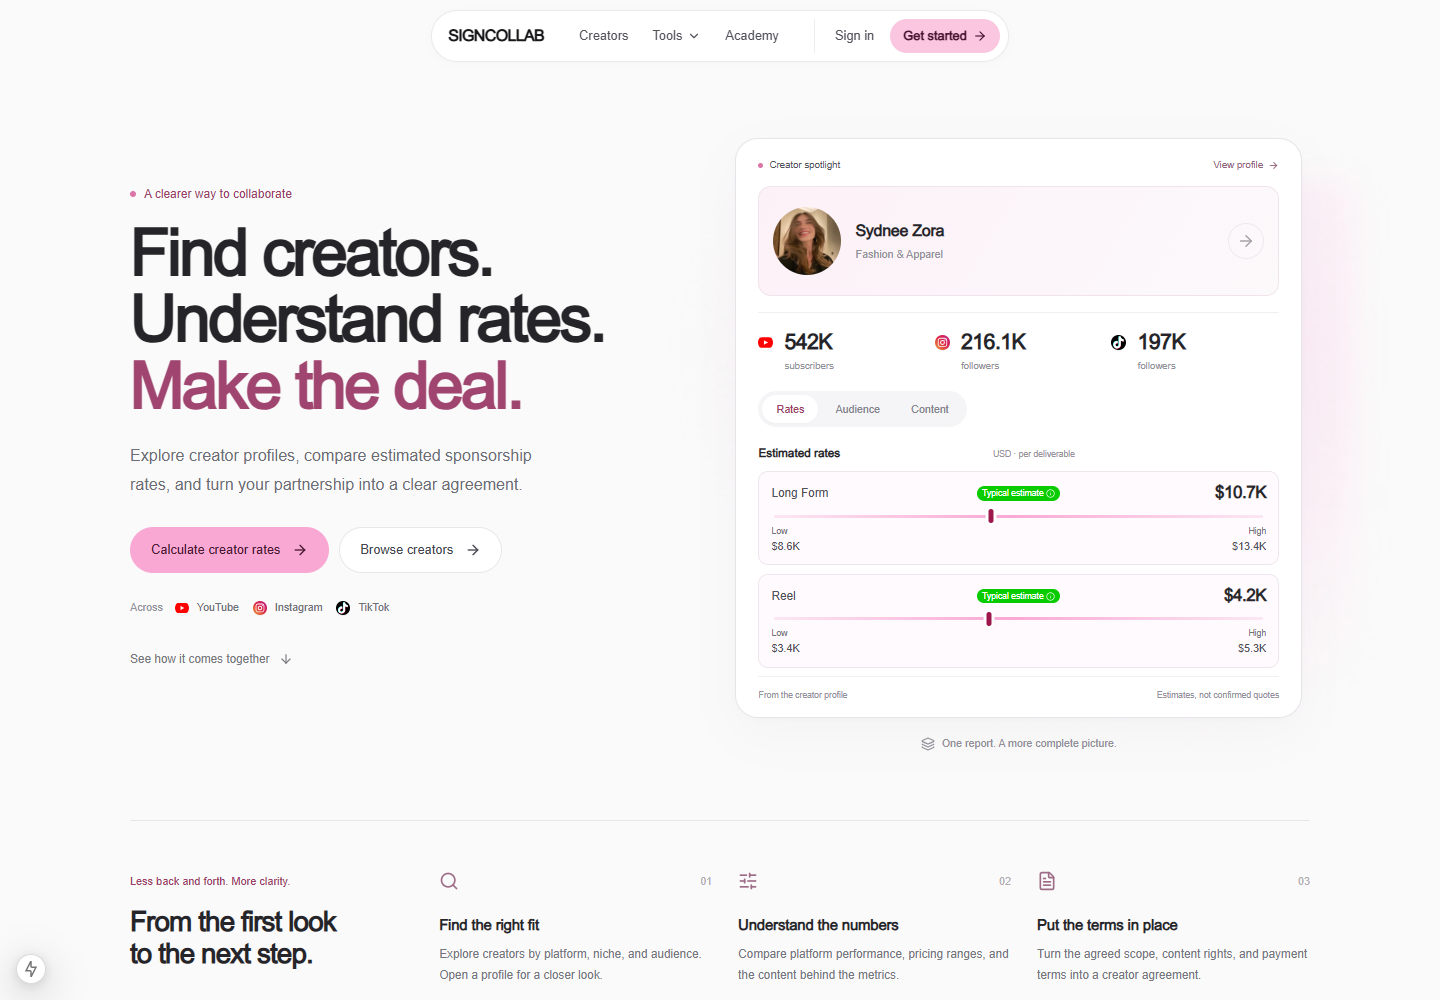 SIGNCOLLAB
Creators
Tools
Academy
Sign in
Get started
A clearer way to collaborate
Find creators.
Understand rates.
Make the deal.
Explore creator profiles, compare estimated sponsorship
rates, and turn your partnership into a clear agreement.
Calculate creator rates
Browse creators
Across
YouTube
Instagram
TikTok
See how it comes together
Creator spotlight
View profile
Sydnee Zora
Fashion & Apparel
542K
subscribers
216.1K
followers
197K
followers
Rates
Audience
Content
Estimated rates
USD · per deliverable
Long Form
Typical estimate
$10.7K
Low
High
$8.6K
$13.4K
Reel
Typical estimate
$4.2K
Low
High
$3.4K
$5.3K
From the creator profile
Estimates, not confirmed quotes
One report. A more complete picture.
Less back and forth. More clarity.
From the first look
to the next step.
01
Find the right fit
Explore creators by platform, niche, and audience.
Open a profile for a closer look.
02
Understand the numbers
Compare platform performance, pricing ranges, and
the content behind the metrics.
03
Put the terms in place
Turn the agreed scope, content rights, and payment
terms into a creator agreement.